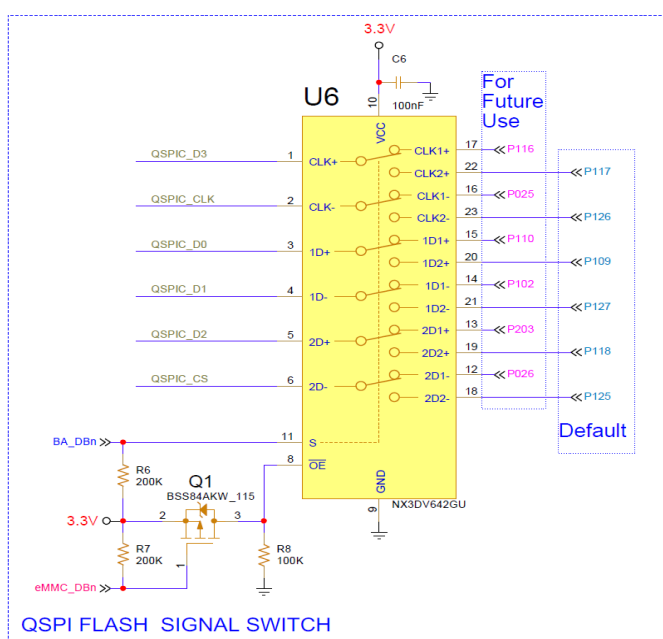 3.3V
C6
100nF
For
Future
Use
U6
10
VCC
QSPIC_D3 1 CLK+ CLK1+ 17 P116
CLK2+ 22 P117
QSPIC_CLK 2 CLK- CLK1- 16 P025
CLK2- 23 P126
QSPIC_D0 3 1D+ 1D1+ 15 P110
1D2+ 20 P109
QSPIC_D1 4 1D- 1D1- 14 P102
1D2- 21 P127
QSPIC_D2 5 2D+ 2D1+ 13 P203
2D2+ 19 P118
QSPIC_CS 6 2D- 2D1- 12 P026
2D2- 18 P125
Default
BA_DBn 11 S
8 OE
R6
200K
Q1
BSS84AKW_115
GND
9
NX3DV642GU
3.3V 2 3
R7
200K
1
R8
100K
eMMC_DBn
QSPI FLASH SIGNAL SWITCH